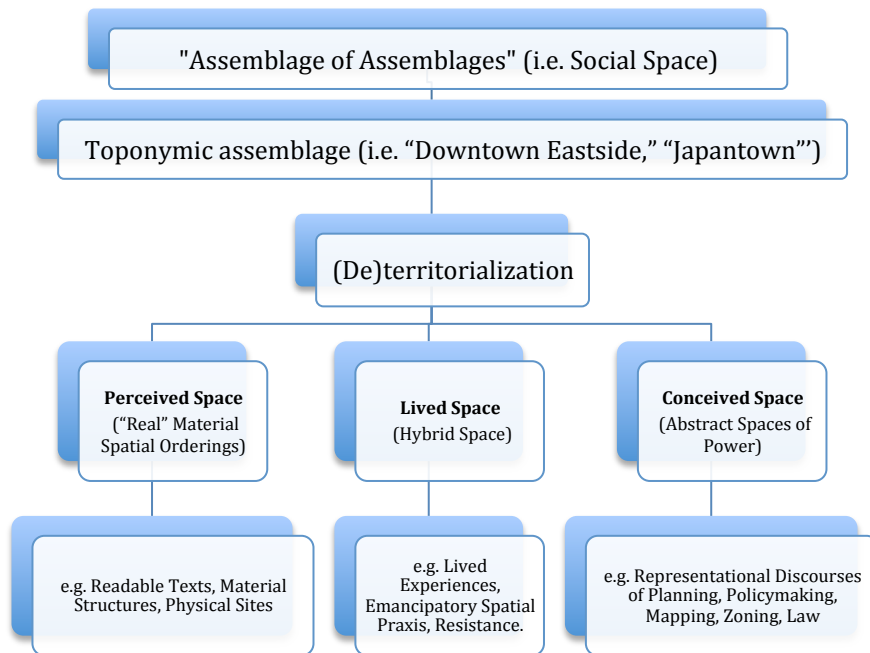 "Assemblage of Assemblages" (i.e. Social Space)
Toponymic assemblage (i.e. “Downtown Eastside,” “Japantown”’)
(De)territorialization
Perceived Space
(“Real” Material
Spatial Orderings)
Lived Space
(Hybrid Space)
Conceived Space
(Abstract Spaces of
Power)
e.g. Readable Texts, Material
Structures, Physical Sites
e.g. Lived
Experiences,
Emancipatory Spatial
Praxis, Resistance.
e.g. Representational Discourses
of Planning, Policymaking,
Mapping, Zoning, Law